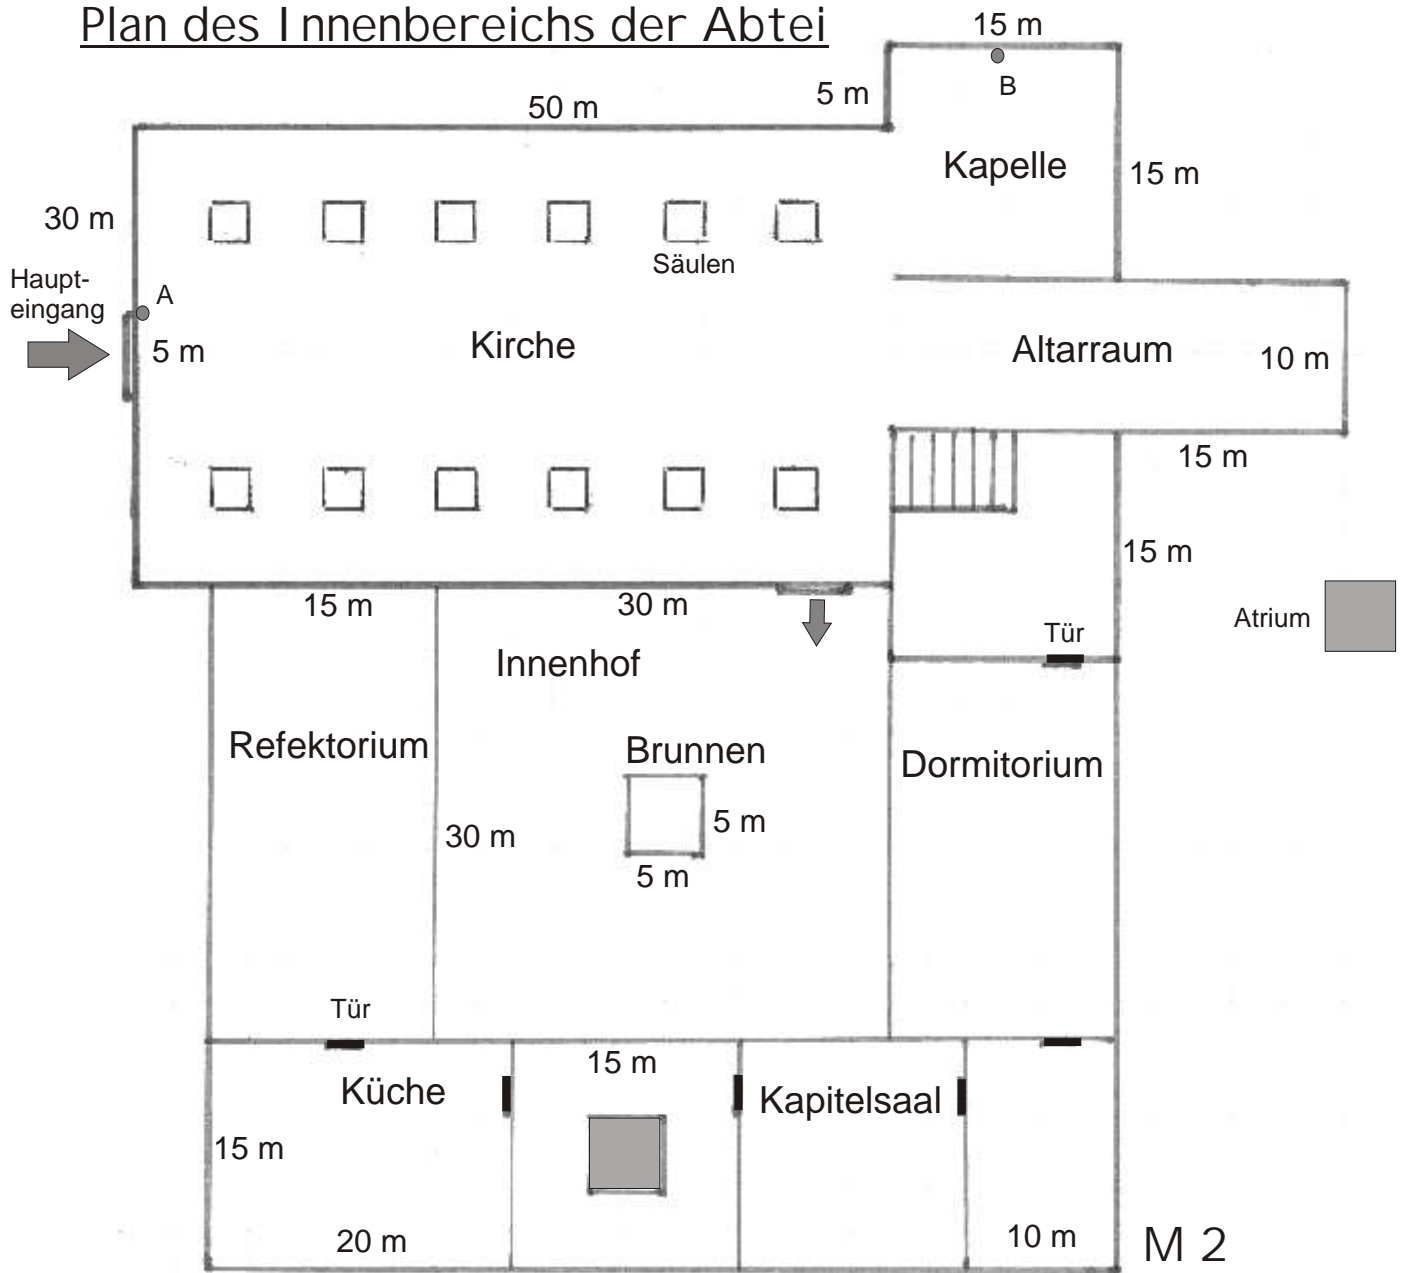 Plan des Innenbereichs der Abtei
15 m
B
5 m
50 m
Kapelle
15 m
30 m
Säulen
Haupt-
eingang
A
5 m
Kirche
Altarraum
10 m
15 m
15 m
15 m
30 m
Atrium
Tür
Innenhof
Refektorium
Brunnen
Dormitorium
5 m
30 m
5 m
Tür
15 m
Küche
Kapitelsaal
15 m
20 m
10 m
M 2